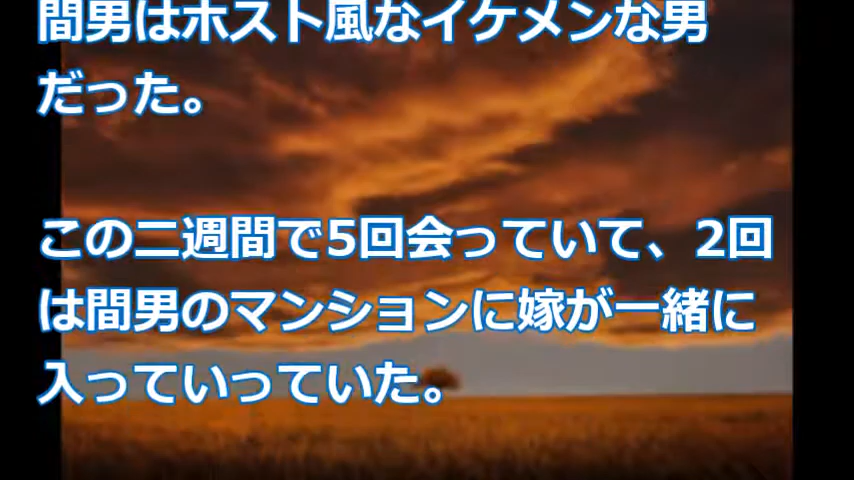 間男はホスト風なイケメンな男
だった。
この二週間で5回会っていて、2回
は間男のマンションに嫁が一緒に
入っていっていた。